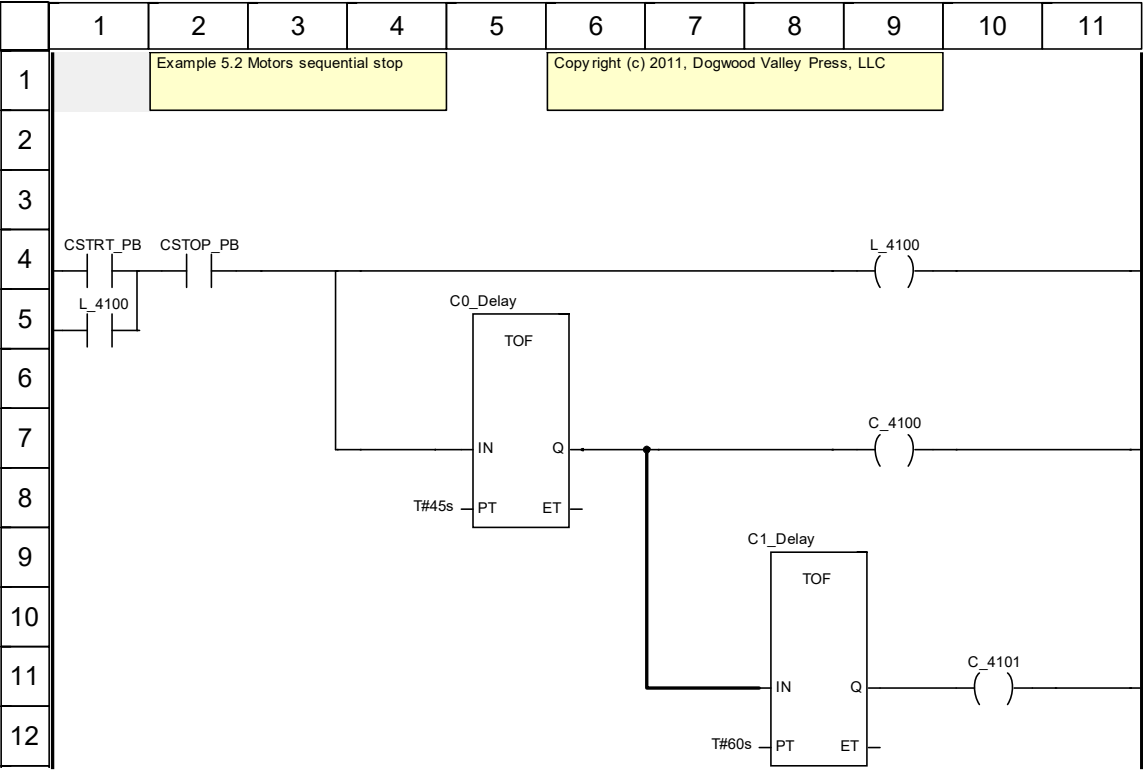 1 2 3 4 5 6 7 8 9 10 11
1 Example 5.2 Motors sequential stop Copyright (c) 2011, Dogwood Valley Press, LLC
2
3
CSTRT_PB CSTOP_PB L_4100
4
L_4100 C0_Delay
5
TOF
6
C_4100
7
IN Q
8
T#45s PT ET
C1_Delay
9
TOF
10
C_4101
11
IN Q
12
T#60s PT ET